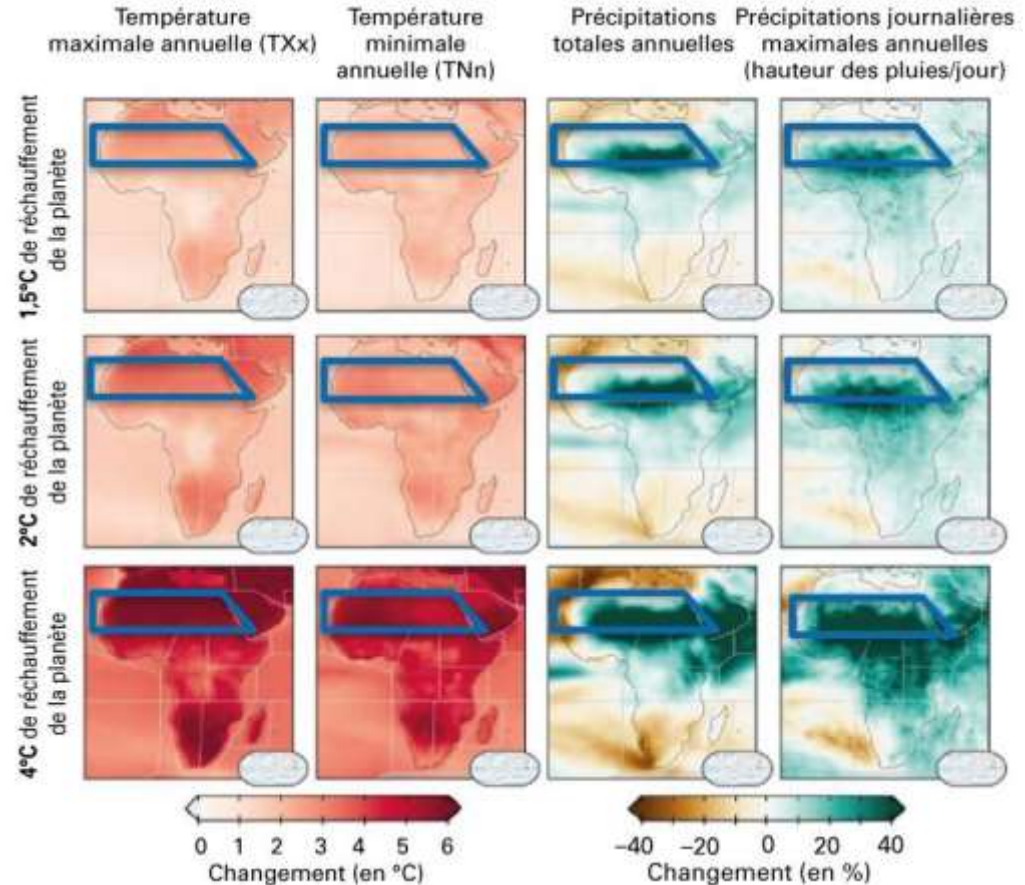 Température
maximale annuelle (TXx)
Température
minimale
annuelle (TNn)
Précipitations
totales annuelles
Précipitations journalières
maximales annuelles
(hauteur des pluies/jour)
1,5°C de réchauffement
de la planète
2°C de réchauffement
de la planète
4°C de réchauffement
de la planète
0 1 2 3 4 5 6
Changement (en °C)
−40 −20 0 20 40
Changement (en %)